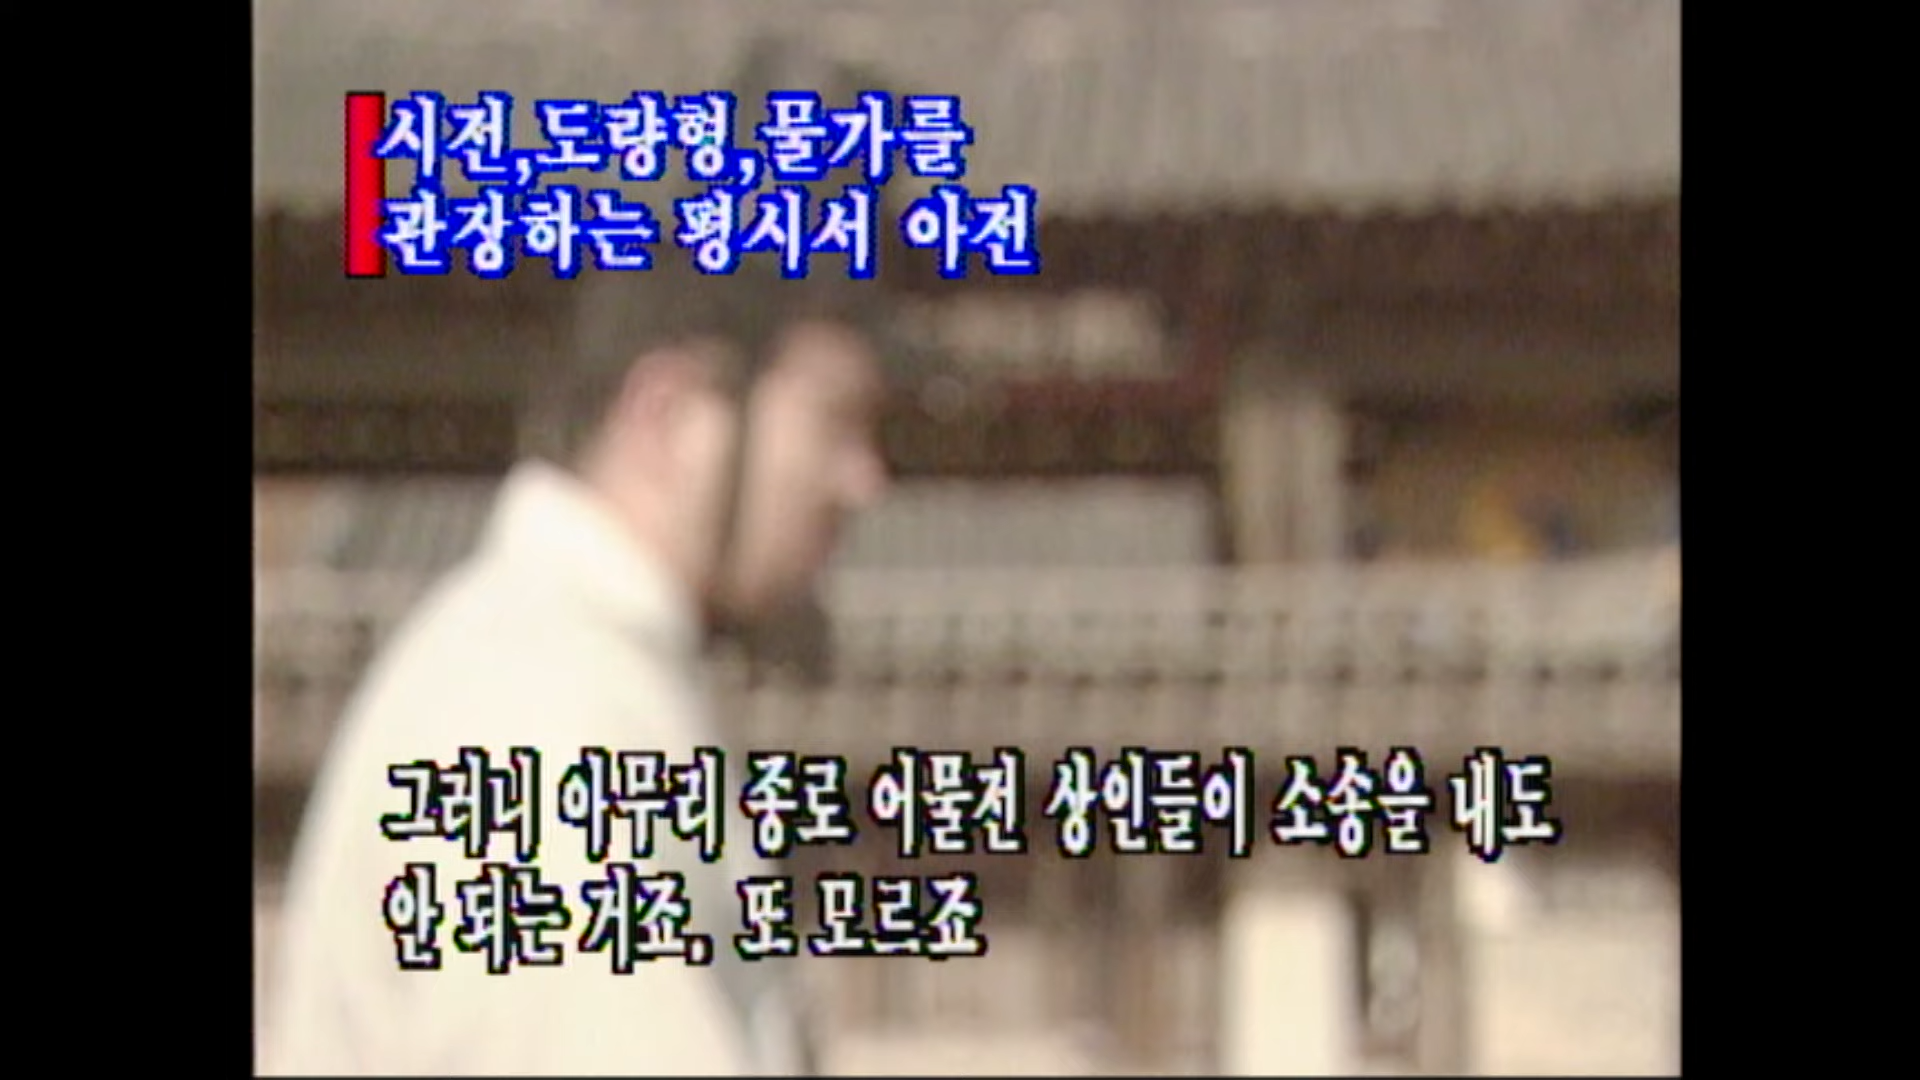 시전,도량형,물가를
관장하는 평시서 아전
그러니 아무리 종로 어물전 상인들이 소송을 내도
안 되는 거죠. 또 모르죠